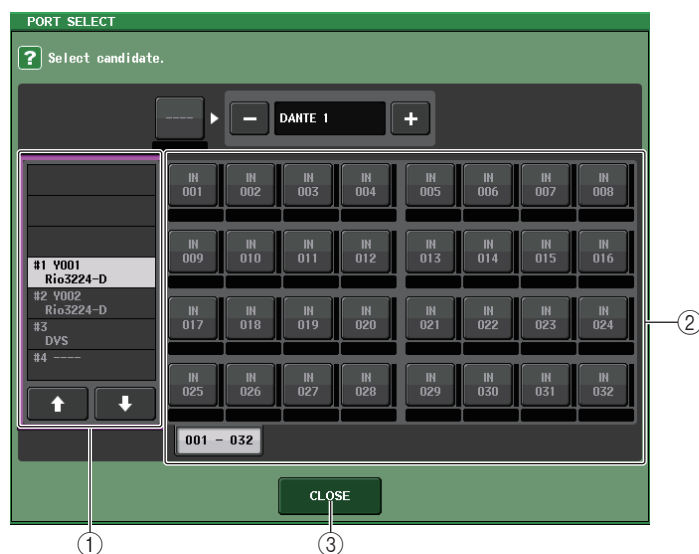 PORT SELECT
? Select candidate.
---- − DANTE 1 +
#1 Y001
Rio3224-D
#2 Y002
Rio3224-D
#3
DVS
#4 ----
IN 001 IN 002 IN 003 IN 004 IN 005 IN 006 IN 007 IN 008
IN 009 IN 010 IN 011 IN 012 IN 013 IN 014 IN 015 IN 016
IN 017 IN 018 IN 019 IN 020 IN 021 IN 022 IN 023 IN 024
IN 025 IN 026 IN 027 IN 028 IN 029 IN 030 IN 031 IN 032
001 - 032
CLOSE
②
① ③